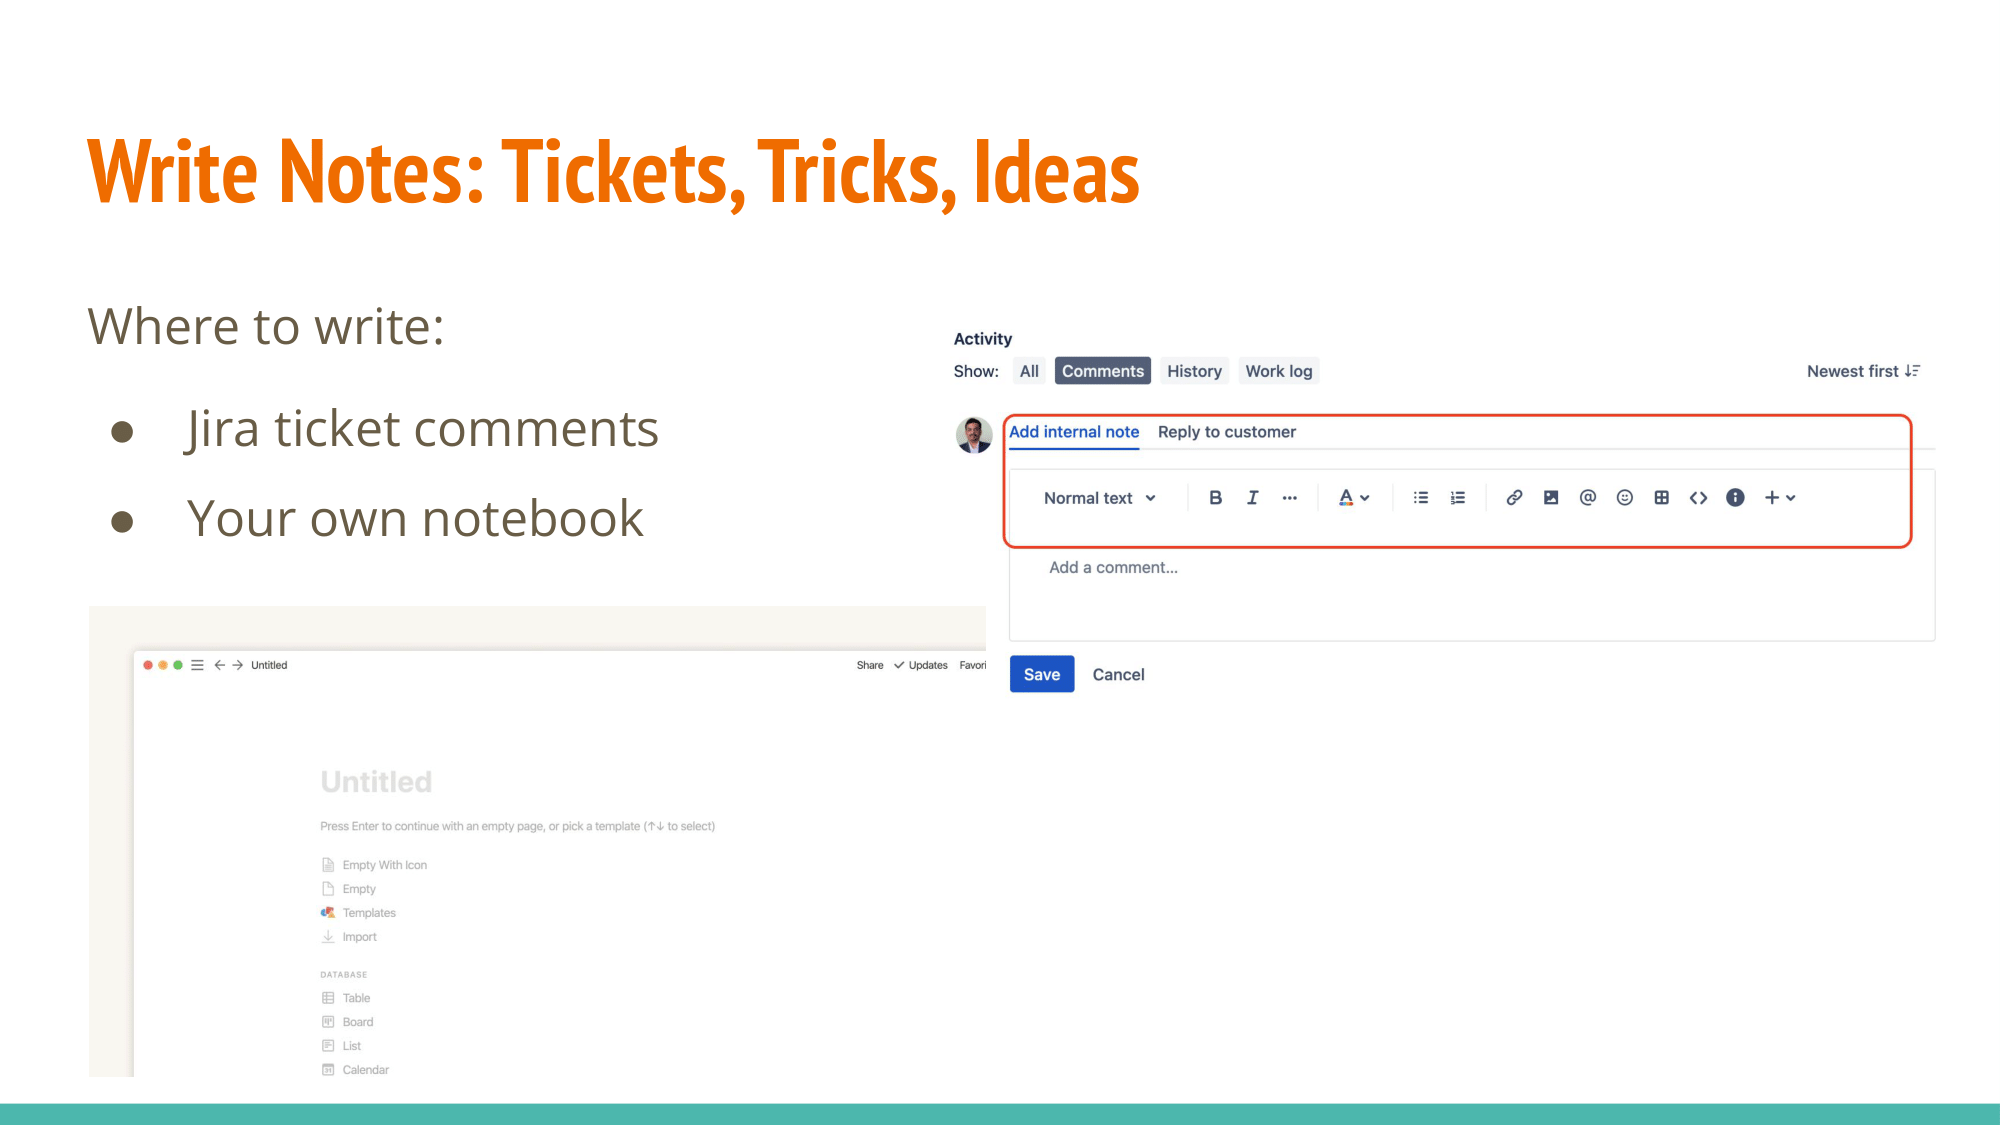 Write Notes: Tickets, Tricks, Ideas
Where to write:
● Jira ticket comments
● Your own notebook
Activity
Show: All Comments History Work log Newest first
Add internal note Reply to customer
Normal text B I ... A
Add a comment...
Save Cancel
Untitled Share Updates Favori
Untitled
Press Enter to continue with an empty page, or pick a template (↑↓ to select)
Empty With Icon
Empty
Templates
Import
DATABASE
Table
Board
List
Calendar